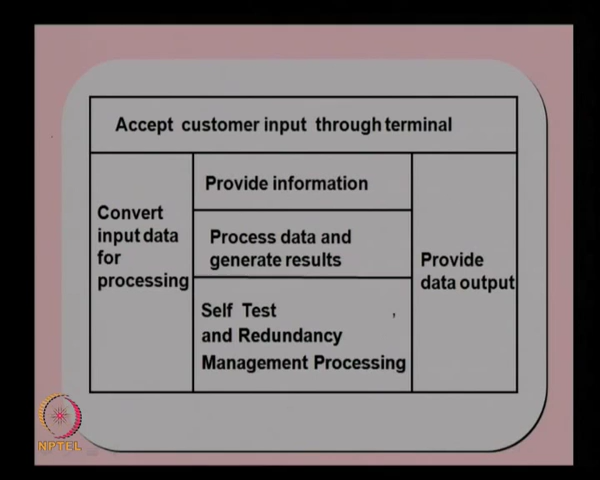 Accept customer input through terminal
Convert
input data
for
processing
Provide information
Process data and
generate results
Self Test
and Redundancy
Management Processing
Provide
data output
NPTEL